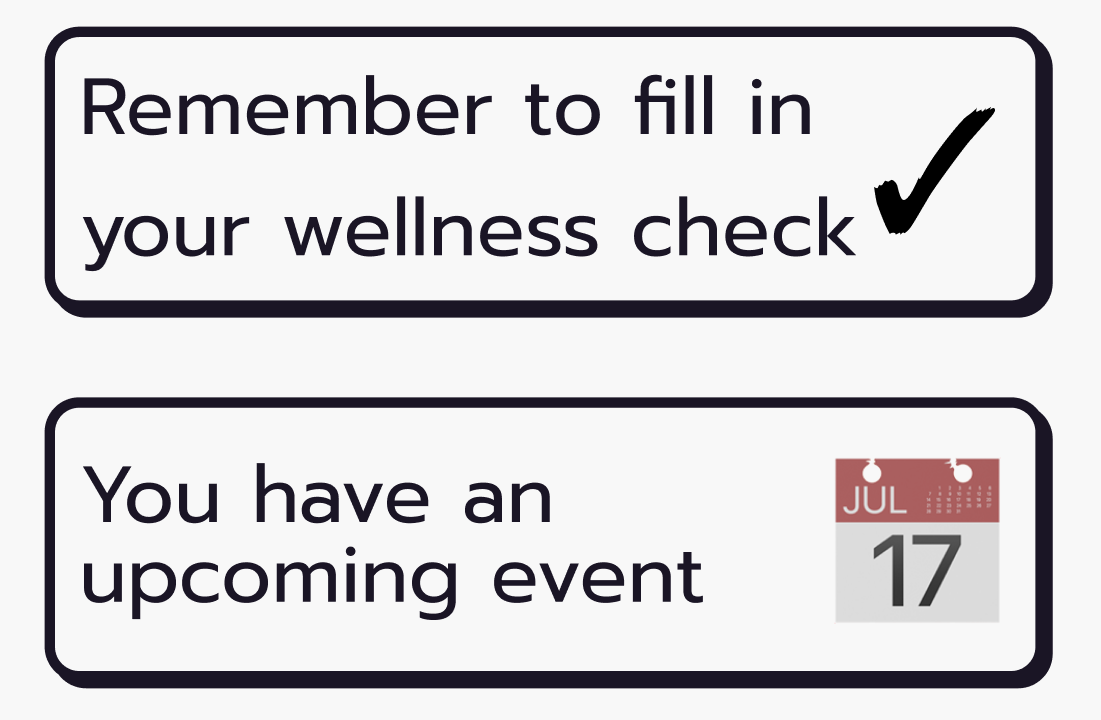 Remember to fill in
your wellness check
You have an
upcoming event
JUL
17